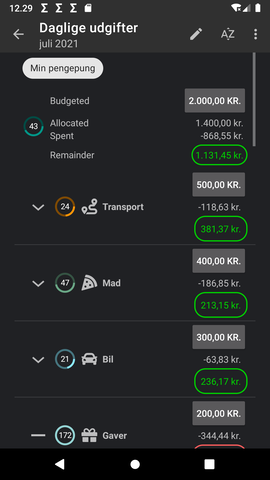 12.29
Daglige udgifter
juli 2021
Min pengepung
Budgeted 2.000,00 KR.
43
Allocated 1.400,00 kr.
Spent -868,55 kr.
Remainder 1.131,45 kr.
500,00 KR.
24 Transport -118,63 kr.
381,37 kr.
400,00 KR.
47 Mad -186,85 kr.
213,15 kr.
300,00 KR.
21 Bil -63,83 kr.
236,17 kr.
200,00 KR.
172 Gaver -344,44 kr.